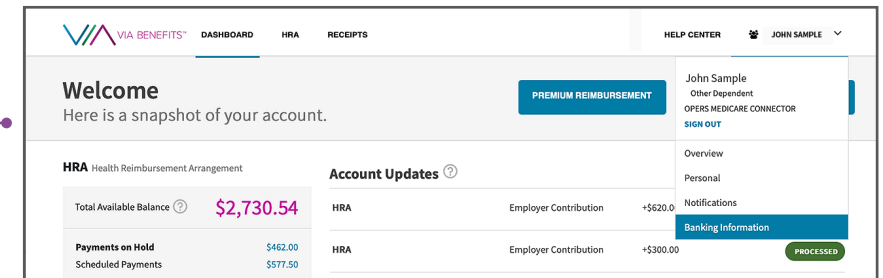 VIA BENEFITS™ DASHBOARD HRA RECEIPTS HELP CENTER JOHN SAMPLE
Welcome
Here is a snapshot of your account.
PREMIUM REIMBURSEMENT
John Sample
Other Dependent
OPERS MEDICARE CONNECTOR
SIGN OUT
Overview
Personal
Notifications
Banking Information
HRA Health Reimbursement Arrangement
Total Available Balance ? $2,730.54
Payments on Hold $462.00
Scheduled Payments $577.50
Account Updates ?
HRA Employer Contribution +$620.0
HRA Employer Contribution +$300.00 PROCESSED